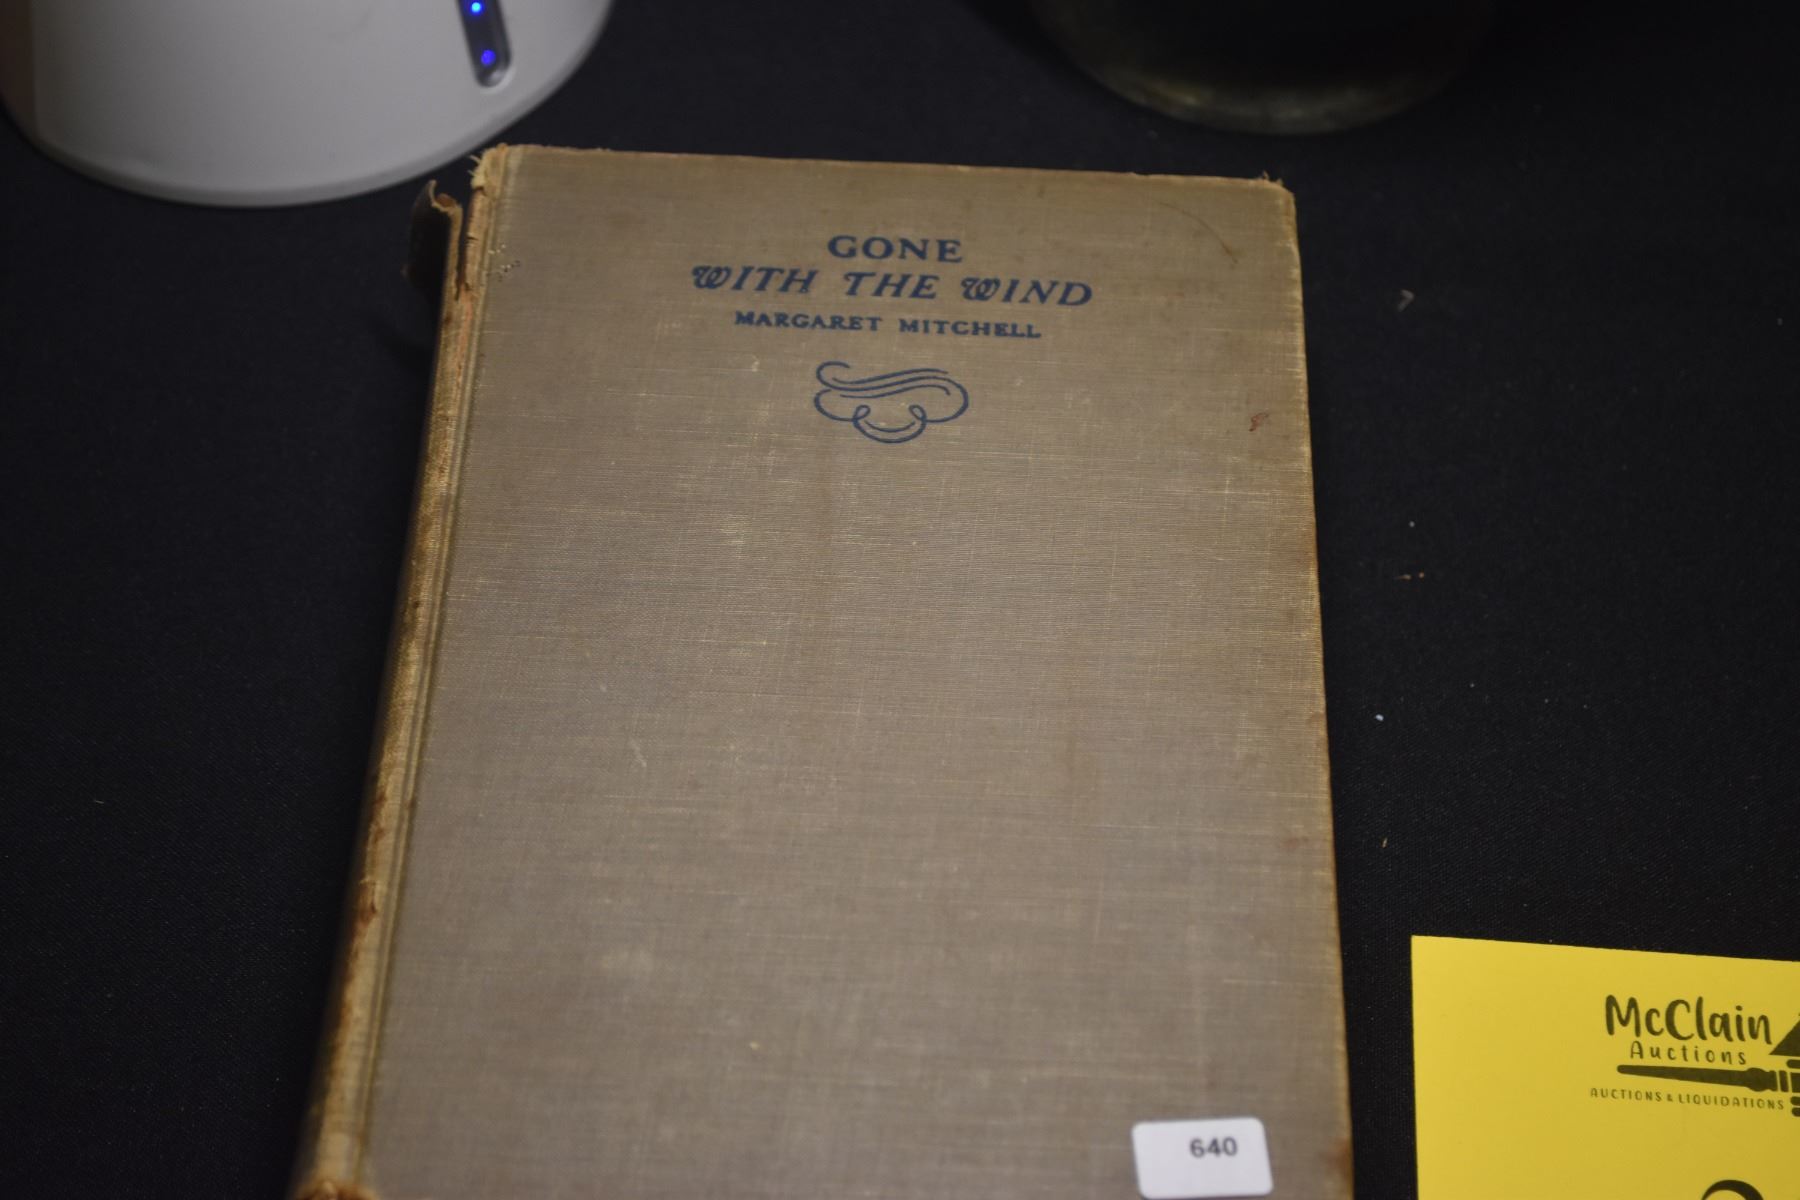 GONE
WITH THE WIND
MARGARET MITCHELL
640
McClain
Auctions
AUCTIONS & LIQUIDATIONS